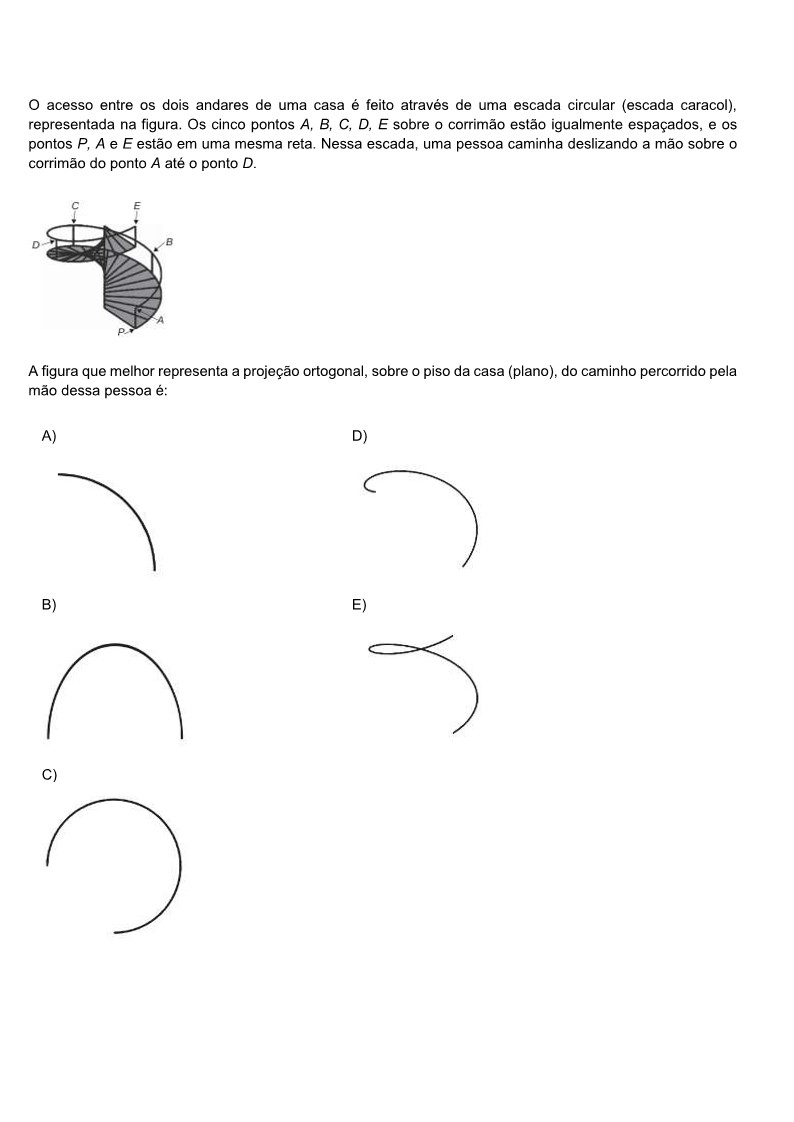 O acesso entre os dois andares de uma casa é feito através de uma escada circular (escada caracol),
representada na figura. Os cinco pontos A, B, C, D, E sobre o corrimão estão igualmente espaçados, e os
pontos P, A e E estão em uma mesma reta. Nessa escada, uma pessoa caminha deslizando a mão sobre o
corrimão do ponto A até o ponto D.
C
E
D
B
A
P
A figura que melhor representa a projeção ortogonal, sobre o piso da casa (plano), do caminho percorrido pela
mão dessa pessoa é:
A)
D)
B)
E)
C)